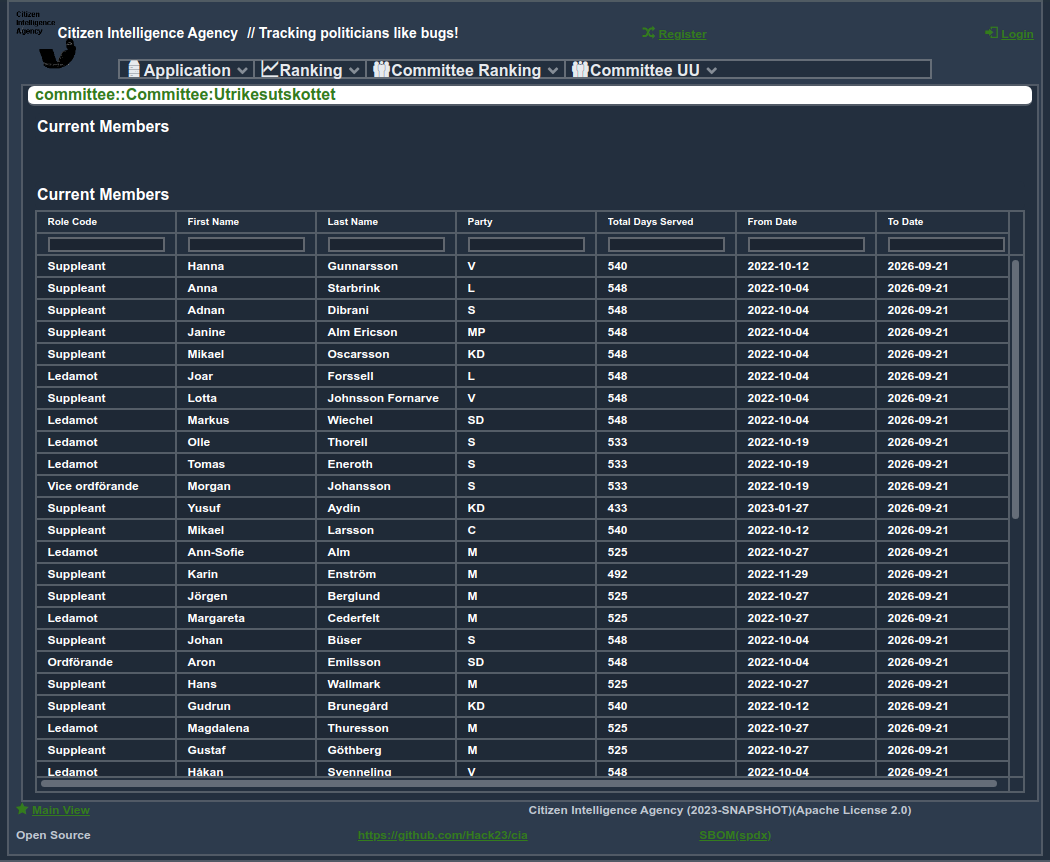 Citizen
Intelligence
Agency
Citizen Intelligence Agency // Tracking politicians like bugs!
Register
Login
Application Ranking Committee Ranking Committee UU
committee::Committee:Utrikesutskottet
Current Members
Current Members
Role Code First Name Last Name Party Total Days Served From Date To Date
Suppleant Hanna Gunnarsson V 540 2022-10-12 2026-09-21
Suppleant Anna Starbrink L 548 2022-10-04 2026-09-21
Suppleant Adnan Dibrani S 548 2022-10-04 2026-09-21
Suppleant Janine Alm Ericson MP 548 2022-10-04 2026-09-21
Suppleant Mikael Oscarsson KD 548 2022-10-04 2026-09-21
Ledamot Joar Forssell L 548 2022-10-04 2026-09-21
Suppleant Lotta Johnsson Fornarve V 548 2022-10-04 2026-09-21
Ledamot Markus Wiechel SD 548 2022-10-04 2026-09-21
Ledamot Olle Thorell S 533 2022-10-19 2026-09-21
Ledamot Tomas Eneroth S 533 2022-10-19 2026-09-21
Vice ordförande Morgan Johansson S 533 2022-10-19 2026-09-21
Suppleant Yusuf Aydin KD 433 2023-01-27 2026-09-21
Suppleant Mikael Larsson C 540 2022-10-12 2026-09-21
Ledamot Ann-Sofie Alm M 525 2022-10-27 2026-09-21
Suppleant Karin Enström M 492 2022-11-29 2026-09-21
Suppleant Jörgen Berglund M 525 2022-10-27 2026-09-21
Ledamot Margareta Cederfelt M 525 2022-10-27 2026-09-21
Suppleant Johan Büser S 548 2022-10-04 2026-09-21
Ordförande Aron Emilsson SD 548 2022-10-04 2026-09-21
Suppleant Hans Wallmark M 525 2022-10-27 2026-09-21
Suppleant Gudrun Brunegård KD 540 2022-10-12 2026-09-21
Ledamot Magdalena Thuresson M 525 2022-10-27 2026-09-21
Suppleant Gustaf Göthberg M 525 2022-10-27 2026-09-21
Ledamot Håkan Svenneling V 548 2022-10-04 2026-09-21
Main View
Citizen Intelligence Agency (2023-SNAPSHOT)(Apache License 2.0)
Open Source
https://github.com/Hack23/cia
SBOM(spdx)